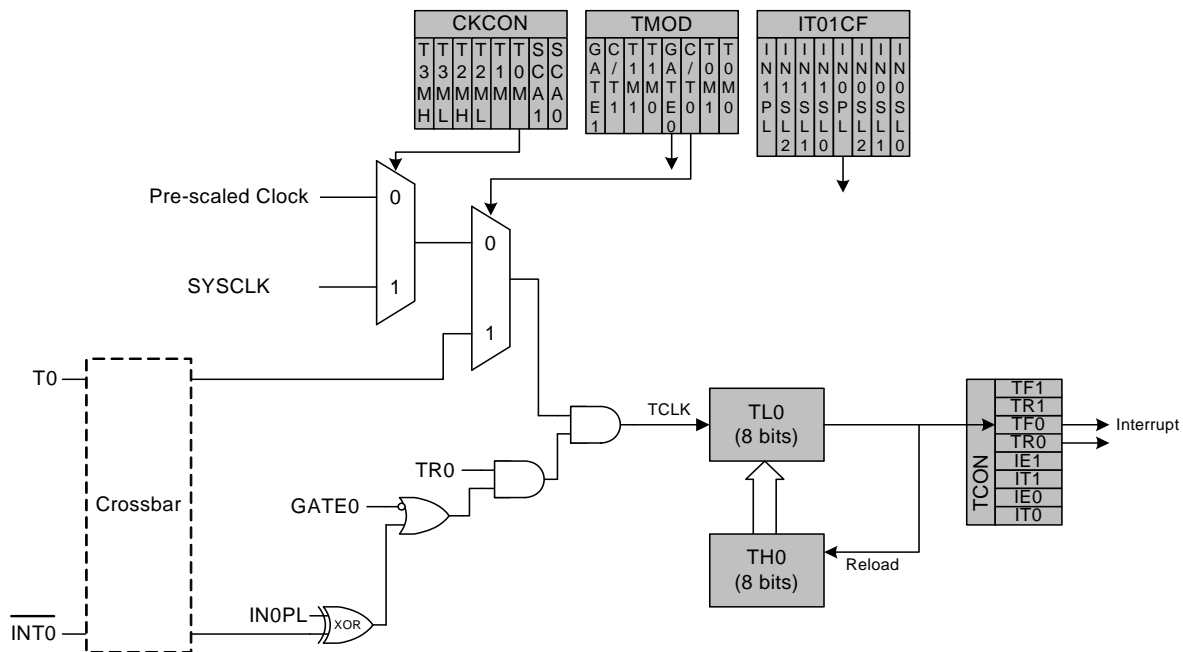 CKCON
T3MH
T3ML
T2MH
T2ML
T1M
T0M
SCA1
SCA0
TMOD
GATE1
C/T1
T1M1
T1M0
GATE0
C/T0
T0M1
T0M0
IT01CF
IN1PL
IN1SL2
IN1SL1
IN1SL0
IN0PL
IN0SL2
IN0SL1
IN0SL0
Pre-scaled Clock
0
SYSCLK
1
0
1
T0
Crossbar
INT0
GATE0
TR0
IN0PL
XOR
TCLK
TL0
(8 bits)
TH0
(8 bits)
Reload
TCON
TF1
TR1
TF0
TR0
IE1
IT1
IE0
IT0
Interrupt